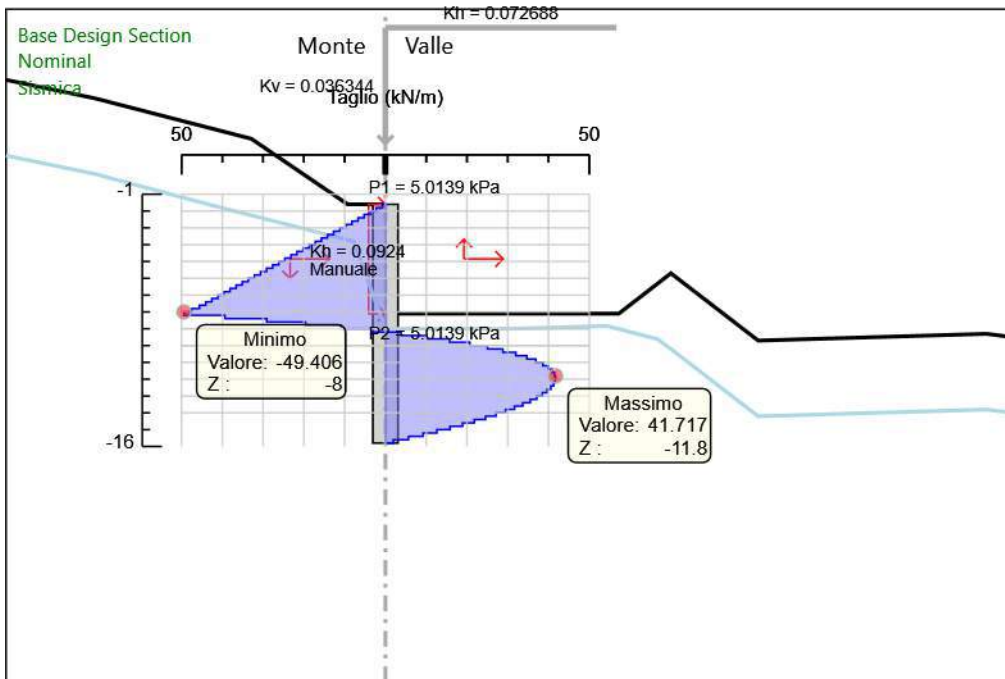 Kh = 0.072688
Base Design Section
Nominal
Sismica
Monte
Valle
Kv = 0.036344
Taglio (kN/m)
50
50
-1
P1 = 5.0139 kPa
Kh = 0.0924
Manuale
P2 = 5.0139 kPa
Minimo
Valore: -49.406
Z : -8
Massimo
Valore: 41.717
Z : -11.8
-16